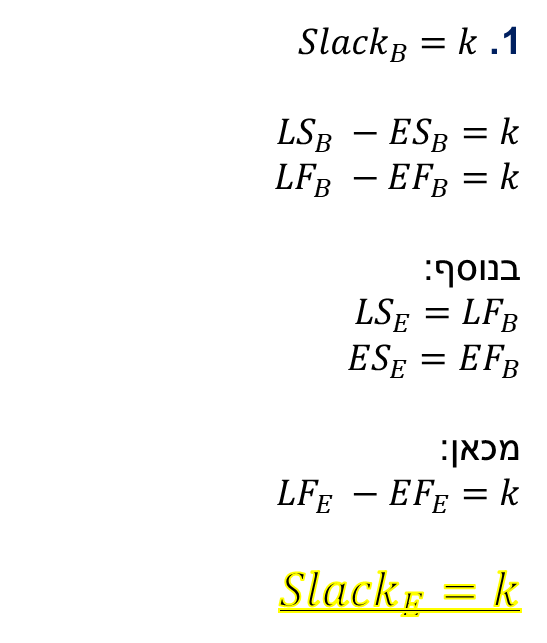 1. Slack_B = k
LS_B − ES_B = k
LF_B − EF_B = k
בנוסף:
LS_E = LF_B
ES_E = EF_B
מכאן:
LF_E − EF_E = k
Slack_E = k